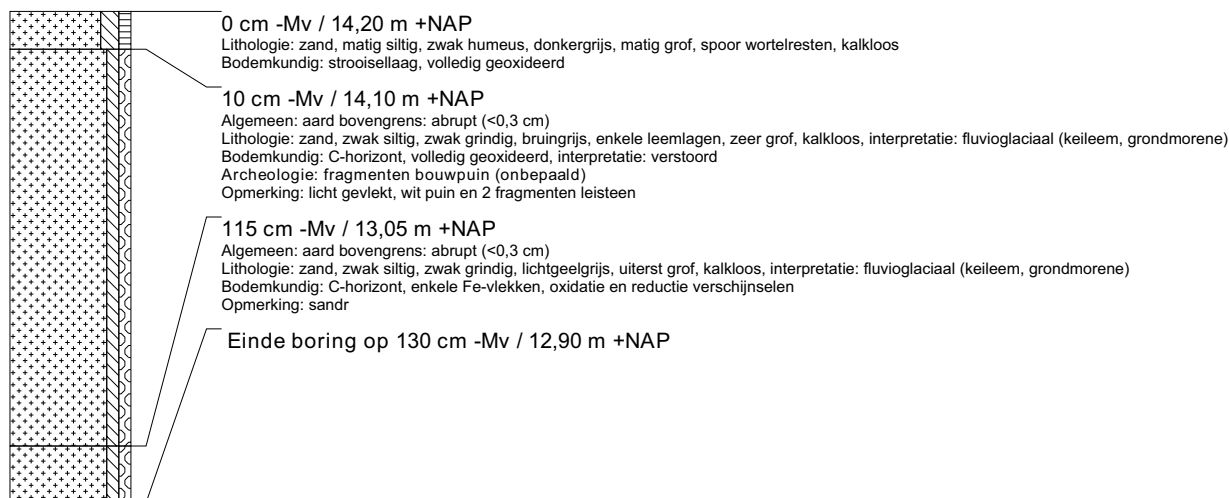 0 cm -Mv / 14,20 m +NAP
Lithologie: zand, matig siltig, zwak humeus, donkergrijs, matig grof, spoor wortelresten, kalkloos
Bodemkundig: strooisellaag, volledig geoxideerd
10 cm -Mv / 14,10 m +NAP
Algemeen: aard bovengrens: abrupt (<0,3 cm)
Lithologie: zand, zwak siltig, zwak grindig, bruingrijs, enkele leemlagen, zeer grof, kalkloos, interpretatie: fluvioglaciaal (keileem, grondmorene)
Bodemkundig: C-horizont, volledig geoxideerd, interpretatie: verstoord
Archeologie: fragmenten bouwpuin (onbepaald)
Opmerking: licht gevlekt, wit puin en 2 fragmenten leisteen
115 cm -Mv / 13,05 m +NAP
Algemeen: aard bovengrens: abrupt (<0,3 cm)
Lithologie: zand, zwak siltig, zwak grindig, lichtgeelgrijs, uiterst grof, kalkloos, interpretatie: fluvioglaciaal (keileem, grondmorene)
Bodemkundig: C-horizont, enkele Fe-vlekken, oxidatie en reductie verschijnselen
Opmerking: sandr
Einde boring op 130 cm -Mv / 12,90 m +NAP